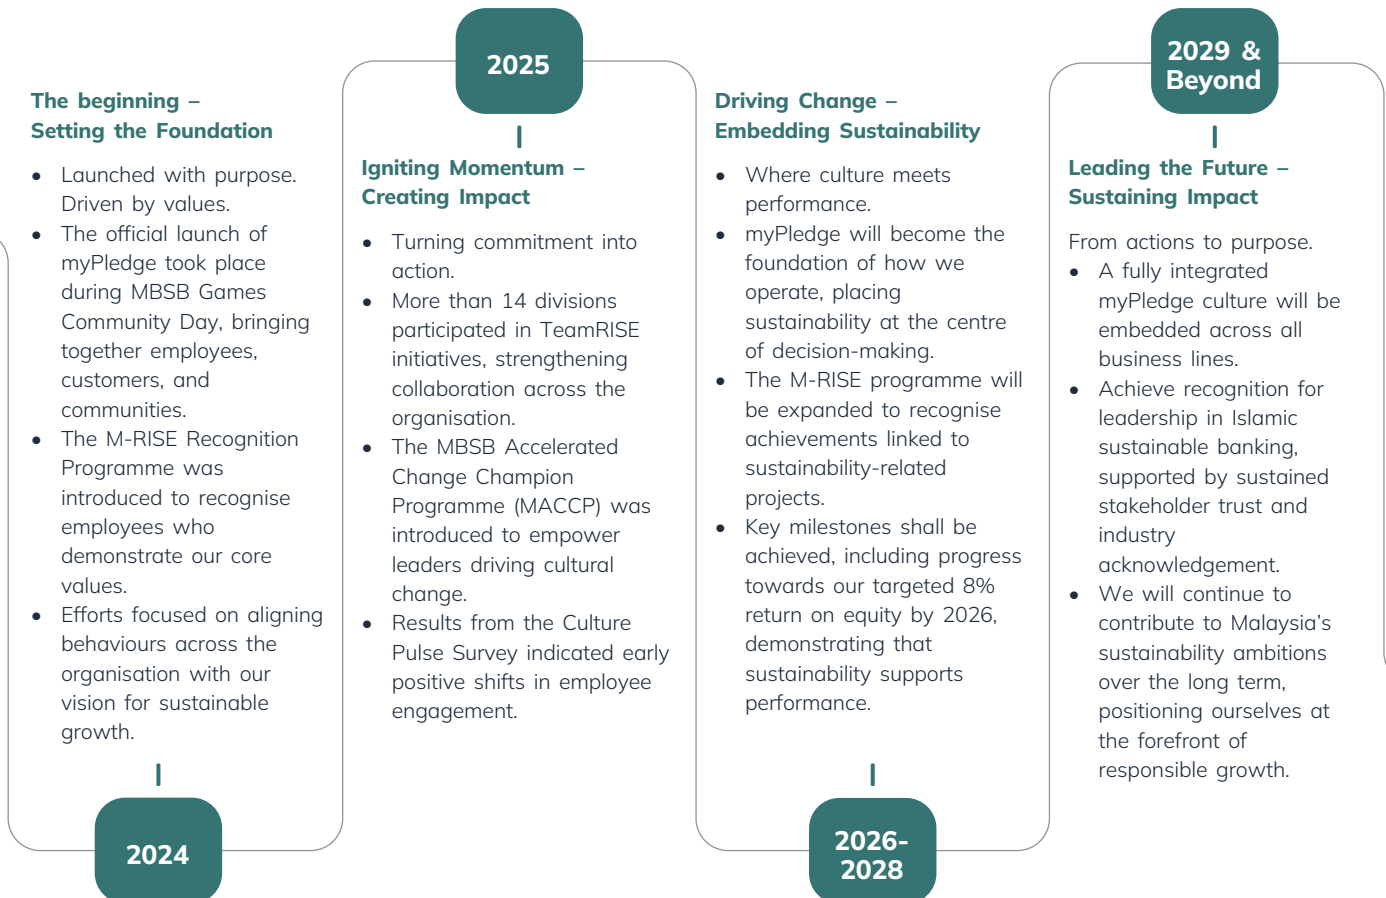 The beginning –
Setting the Foundation
• Launched with purpose.
Driven by values.
• The official launch of
myPledge took place
during MBSB Games
Community Day, bringing
together employees,
customers, and
communities.
• The M-RISE Recognition
Programme was
introduced to recognise
employees who
demonstrate our core
values.
• Efforts focused on aligning
behaviours across the
organisation with our
vision for sustainable
growth.
2024
2025
Igniting Momentum –
Creating Impact
• Turning commitment into
action.
• More than 14 divisions
participated in TeamRISE
initiatives, strengthening
collaboration across the
organisation.
• The MBSB Accelerated
Change Champion
Programme (MACCP) was
introduced to empower
leaders driving cultural
change.
• Results from the Culture
Pulse Survey indicated early
positive shifts in employee
engagement.
Driving Change –
Embedding Sustainability
• Where culture meets
performance.
• myPledge will become the
foundation of how we
operate, placing
sustainability at the centre
of decision-making.
• The M-RISE programme will
be expanded to recognise
achievements linked to
sustainability-related
projects.
• Key milestones shall be
achieved, including progress
towards our targeted 8%
return on equity by 2026,
demonstrating that
sustainability supports
performance.
2026-
2028
2029 &
Beyond
Leading the Future –
Sustaining Impact
From actions to purpose.
• A fully integrated
myPledge culture will be
embedded across all
business lines.
• Achieve recognition for
leadership in Islamic
sustainable banking,
supported by sustained
stakeholder trust and
industry
acknowledgement.
• We will continue to
contribute to Malaysia’s
sustainability ambitions
over the long term,
positioning ourselves at
the forefront of
responsible growth.